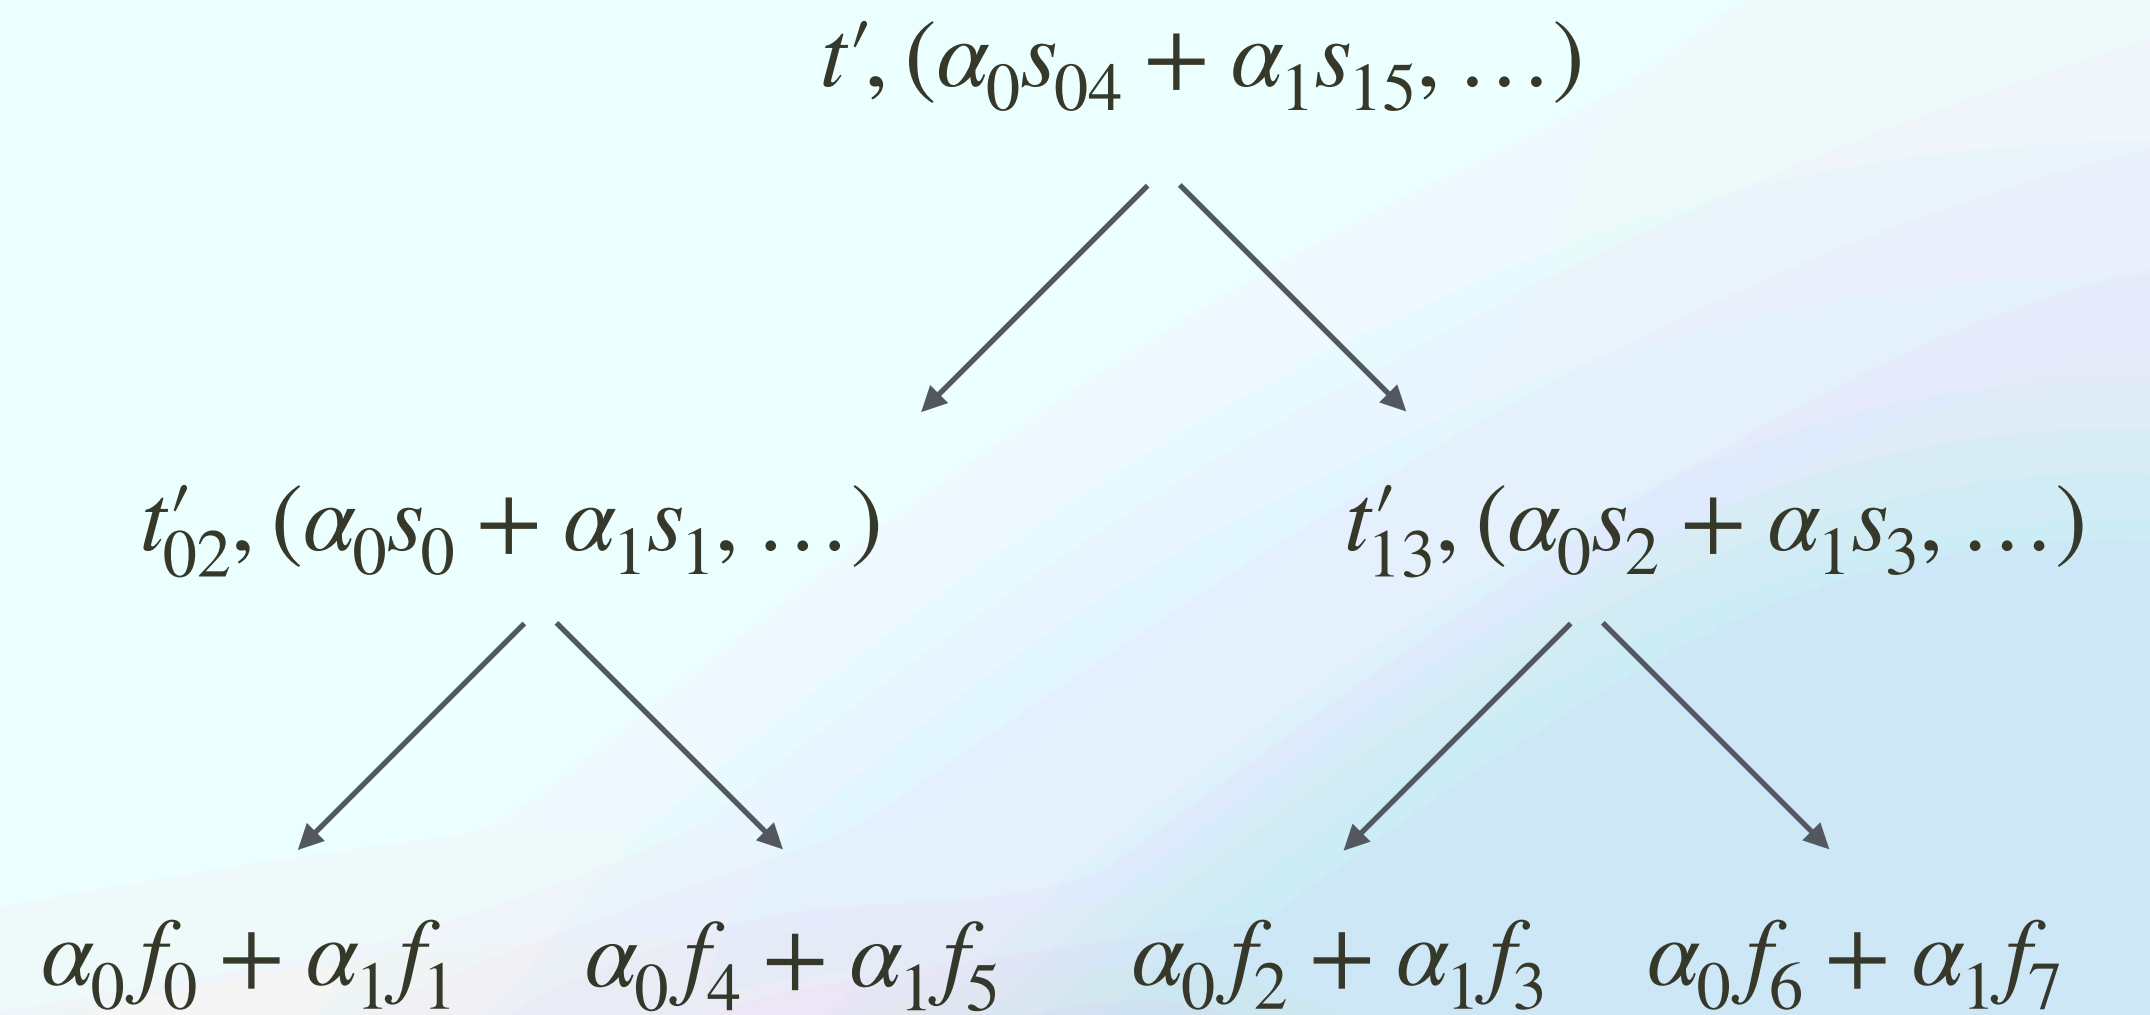 t′, (α₀s₀₄ + α₁s₁₅, …)
t′₀₂, (α₀s₀ + α₁s₁, …) t′₁₃, (α₀s₂ + α₁s₃, …)
α₀f₀ + α₁f₁ α₀f₄ + α₁f₅ α₀f₂ + α₁f₃ α₀f₆ + α₁f₇